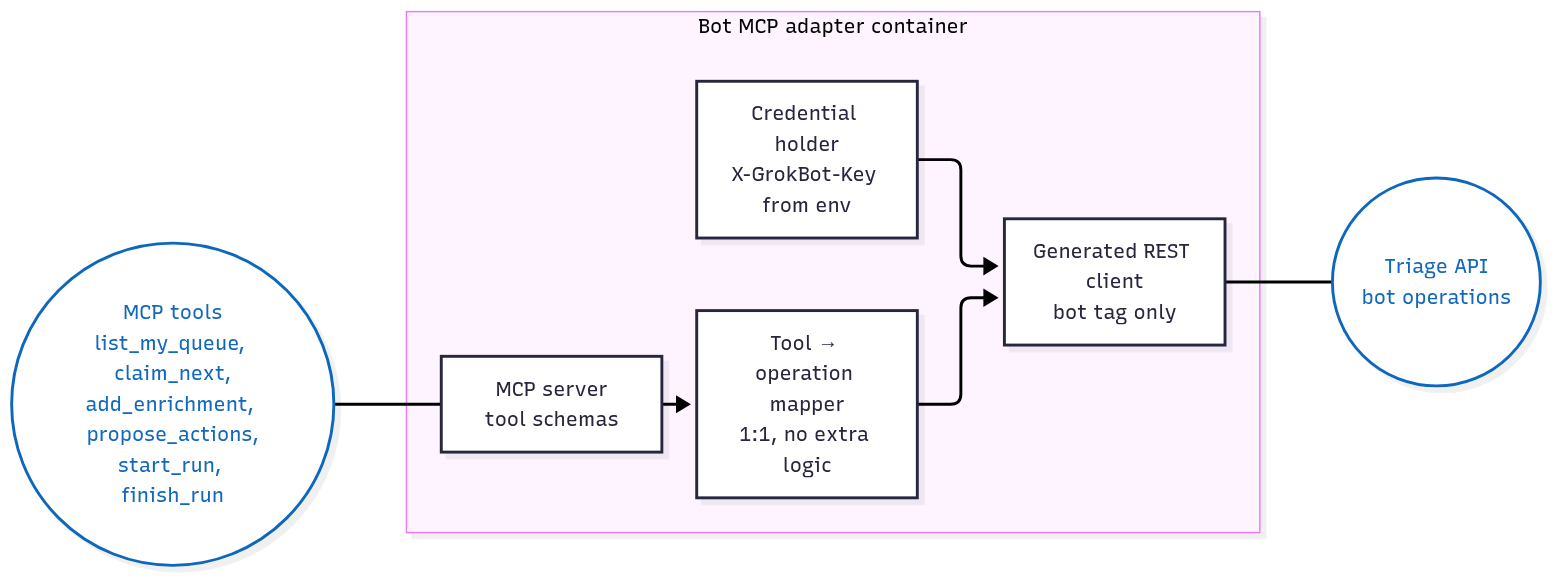 Bot MCP adapter container
Credential
holder
X-GrokBot-Key
from env
Generated REST
client
bot tag only
Triage API
bot operations
MCP tools
list_my_queue,
claim_next,
add_enrichment,
propose_actions,
start_run,
finish_run
MCP server
tool schemas
Tool →
operation
mapper
1:1, no extra
logic